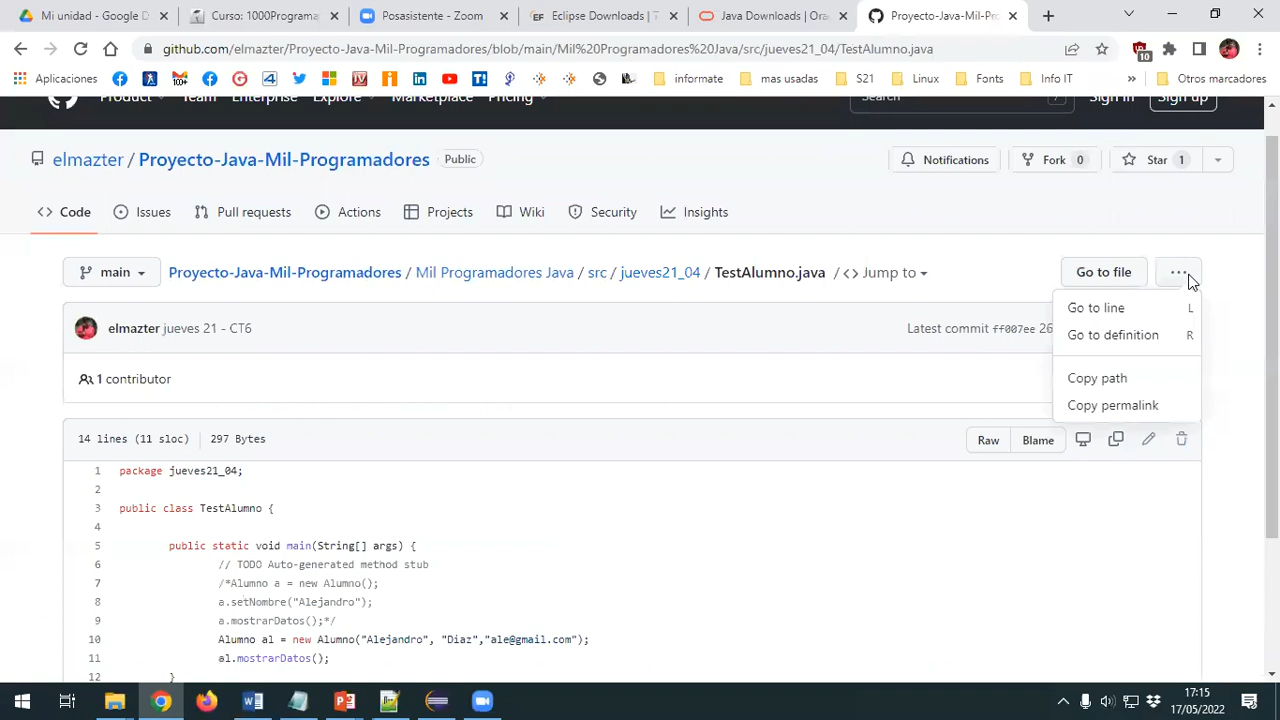 Mi unidad - Google D
Curso: 1000Programa
Posasistente - Zoom
Eclipse Downloads | T
Java Downloads | Ora
Proyecto-Java-Mil-Pro
github.com/elmazter/Proyecto-Java-Mil-Programadores/blob/main/Mil%20Programadores%20Java/src/jueves21_04/TestAlumno.java
10
Aplicaciones
informate
mas usadas
S21
Linux
Fonts
Info IT
»
Otros marcadores
Product
Team
Enterprise
Explore
Marketplace
Pricing
Search
/
Sign in
Sign up
elmazter / Proyecto-Java-Mil-Programadores
Public
Notifications
Fork 0
Star 1
Code
Issues
Pull requests
Actions
Projects
Wiki
Security
Insights
main
Proyecto-Java-Mil-Programadores / Mil Programadores Java / src / jueves21_04 / TestAlumno.java / <> Jump to
Go to file
...
Go to line L
Go to definition R
Copy path
Copy permalink
elmazter jueves 21 - CT6
Latest commit ff007ee 26
1 contributor
14 lines (11 sloc)
297 Bytes
Raw
Blame
1 package jueves21_04;
2
3 public class TestAlumno {
4
5 public static void main(String[] args) {
6 // TODO Auto-generated method stub
7 /*Alumno a = new Alumno();
8 a.setNombre("Alejandro");
9 a.mostrarDatos();*/
10 Alumno al = new Alumno("Alejandro", "Diaz","ale@gmail.com");
11 al.mostrarDatos();
12 }
17:15
17/05/2022